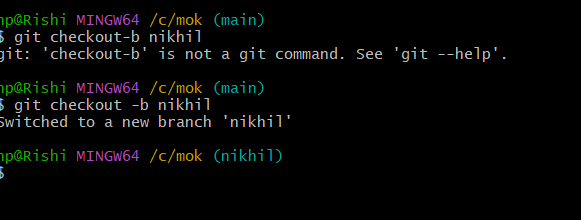 np@Rishi MINGW64 /c/mok (main)
$ git checkout-b nikhil
git: 'checkout-b' is not a git command. See 'git --help'.
np@Rishi MINGW64 /c/mok (main)
$ git checkout -b nikhil
Switched to a new branch 'nikhil'
np@Rishi MINGW64 /c/mok (nikhil)
$